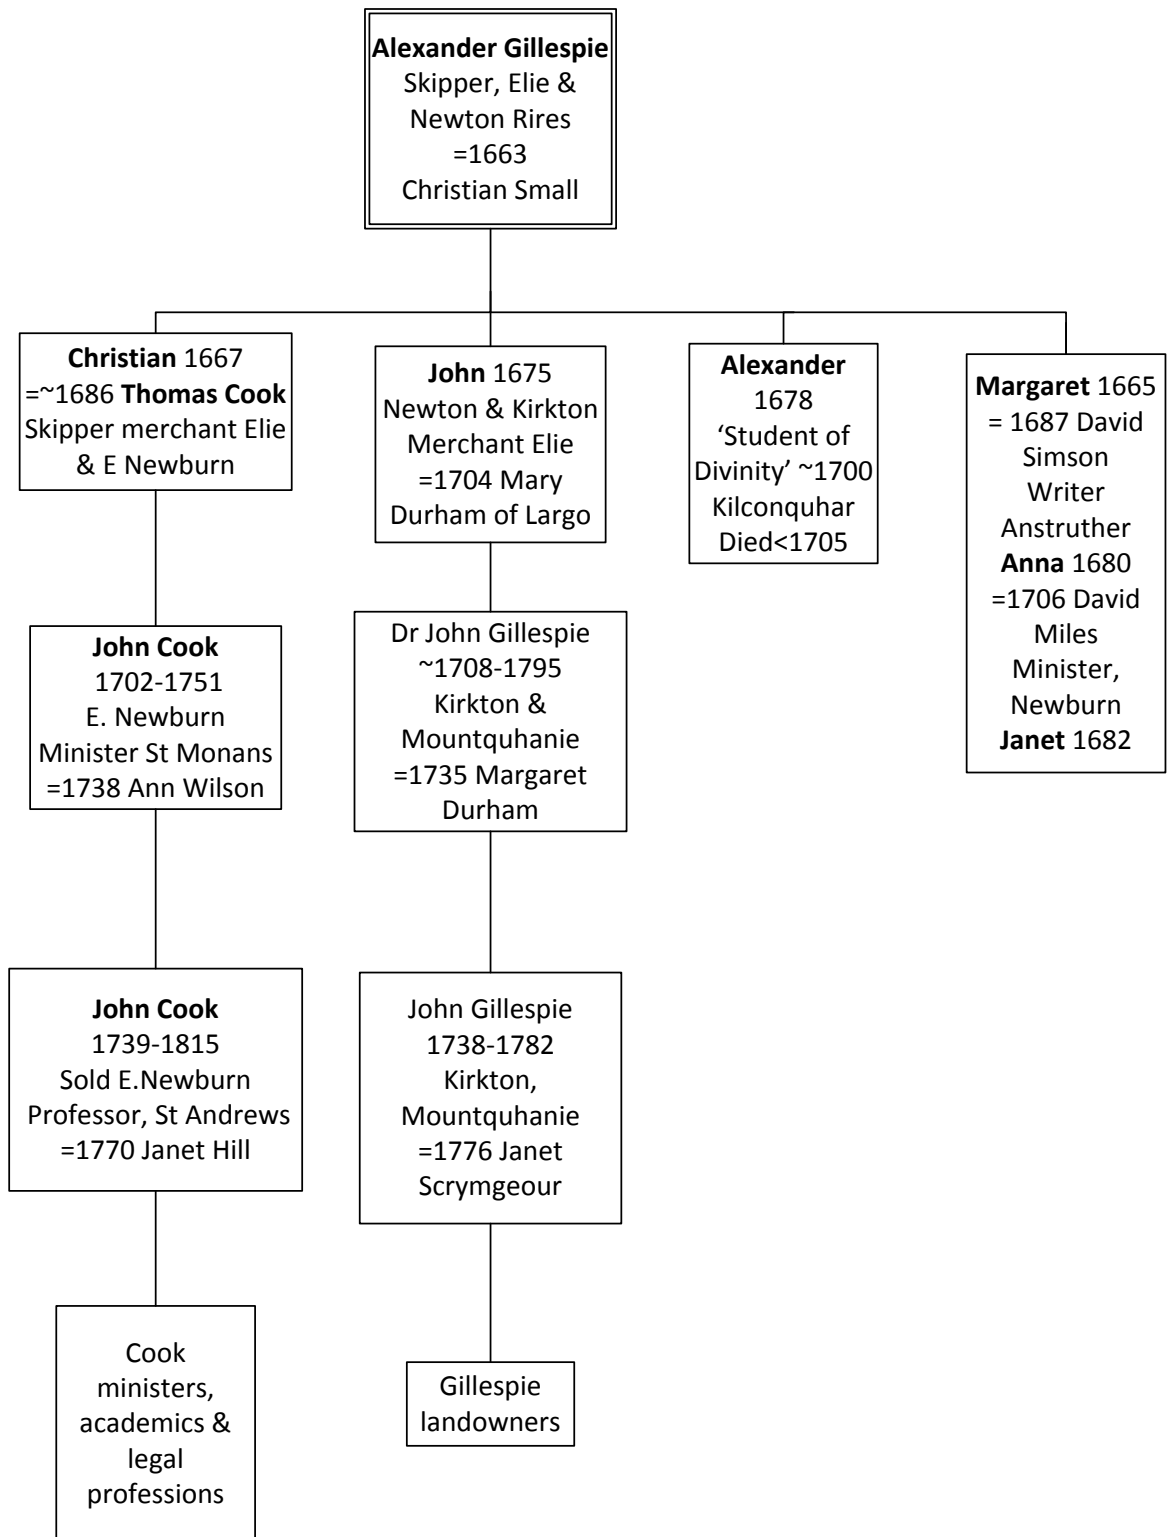 Alexander Gillespie
Skipper, Elie &
Newton Rires
=1663
Christian Small
Christian 1667
=~1686 Thomas Cook
Skipper merchant Elie
& E Newburn
John 1675
Newton & Kirkton
Merchant Elie
=1704 Mary
Durham of Largo
Alexander
1678
‘Student of
Divinity’ ~1700
Kilconquhar
Died<1705
Margaret 1665
= 1687 David
Simson
Writer
Anstruther
Anna 1680
=1706 David
Miles
Minister,
Newburn
Janet 1682
John Cook
1702-1751
E. Newburn
Minister St Monans
=1738 Ann Wilson
Dr John Gillespie
~1708-1795
Kirkton &
Mountquhanie
=1735 Margaret
Durham
John Cook
1739-1815
Sold E.Newburn
Professor, St Andrews
=1770 Janet Hill
John Gillespie
1738-1782
Kirkton,
Mountquhanie
=1776 Janet
Scrymgeour
Cook
ministers,
academics &
legal
professions
Gillespie
landowners